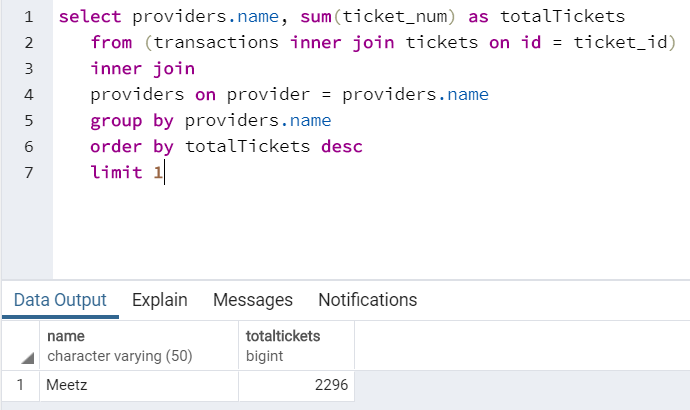 1 select providers.name, sum(ticket_num) as totalTickets
2 from (transactions inner join tickets on id = ticket_id)
3 inner join
4 providers on provider = providers.name
5 group by providers.name
6 order by totalTickets desc
7 limit 1
Data Output Explain Messages Notifications
name totaltickets
character varying (50) bigint
1 Meetz 2296